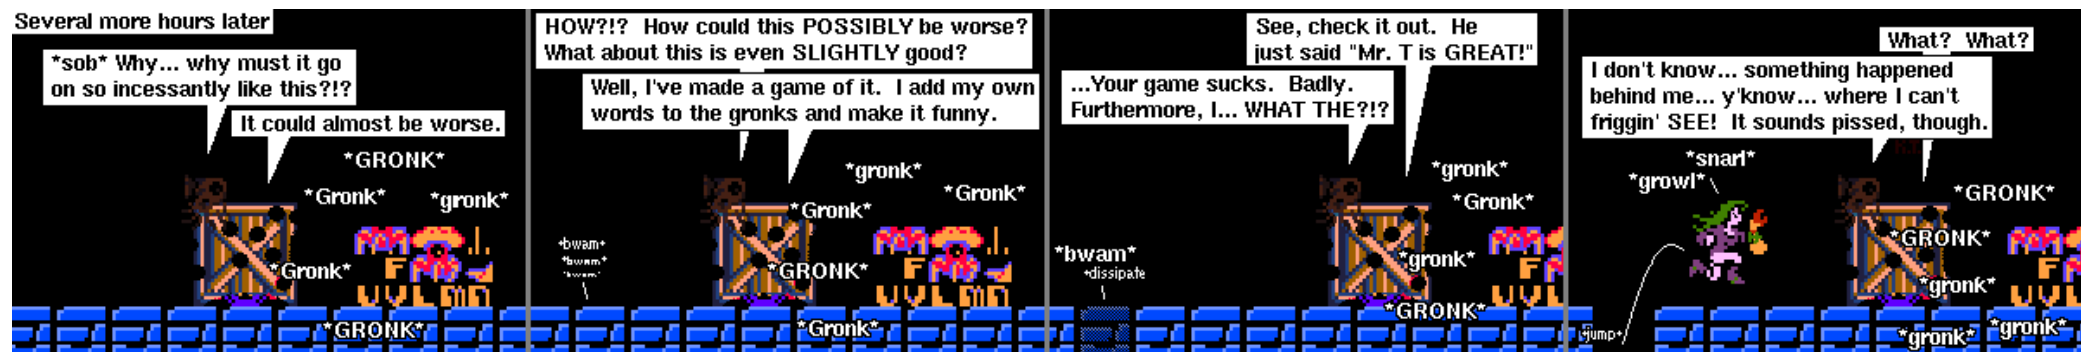 Several more hours later
*sob* Why... why must it go
on so incessantly like this?!?
It could almost be worse.
*GRONK*
*Gronk*
*gronk*
*Gronk*
*GRONK*
HOW?!?  How could this POSSIBLY be worse?
What about this is even SLIGHTLY good?
Well, I've made a game of it.  I add my own
words to the gronks and make it funny.
*gronk*
*Gronk*
*Gronk*
*bwam*
*bwam*
*bwam*
*GRONK*
*Gronk*
See, check it out.  He
just said "Mr. T is GREAT!"
...Your game sucks.  Badly.
Furthermore, I... WHAT THE?!?
*gronk*
*Gronk*
*bwam*
*dissipate
*gronk*
*GRONK*
What?  What?
I don't know... something happened
behind me... y'know... where I can't
friggin' SEE!  It sounds pissed, though.
*snarl*
*growl*
*GRONK*
*GRONK*
*gronk*
*jump*
*gronk*
*gronk*